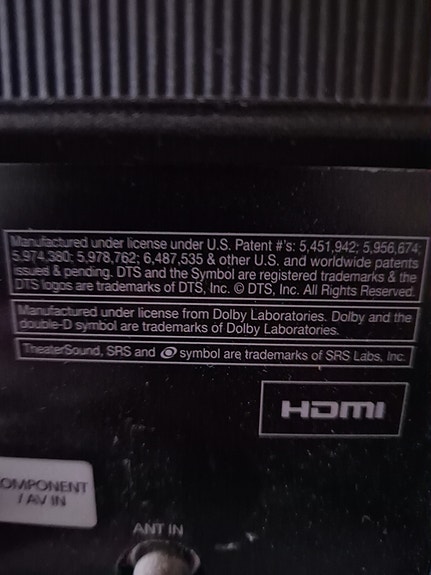 Manufactured under license under U.S. Patent #'s: 5,451,942; 5,956,674;
5,974,380; 5,978,762; 6,487,535 & other U.S. and worldwide patents
issued & pending. DTS and the Symbol are registered trademarks & the
DTS logos are trademarks of DTS, Inc. © DTS, Inc. All Rights Reserved.
Manufactured under license from Dolby Laboratories. Dolby and the
double-D symbol are trademarks of Dolby Laboratories.
TheaterSound, SRS and symbol are trademarks of SRS Labs, Inc.
HDMI
OMPONENT
/ AV IN
ANT IN